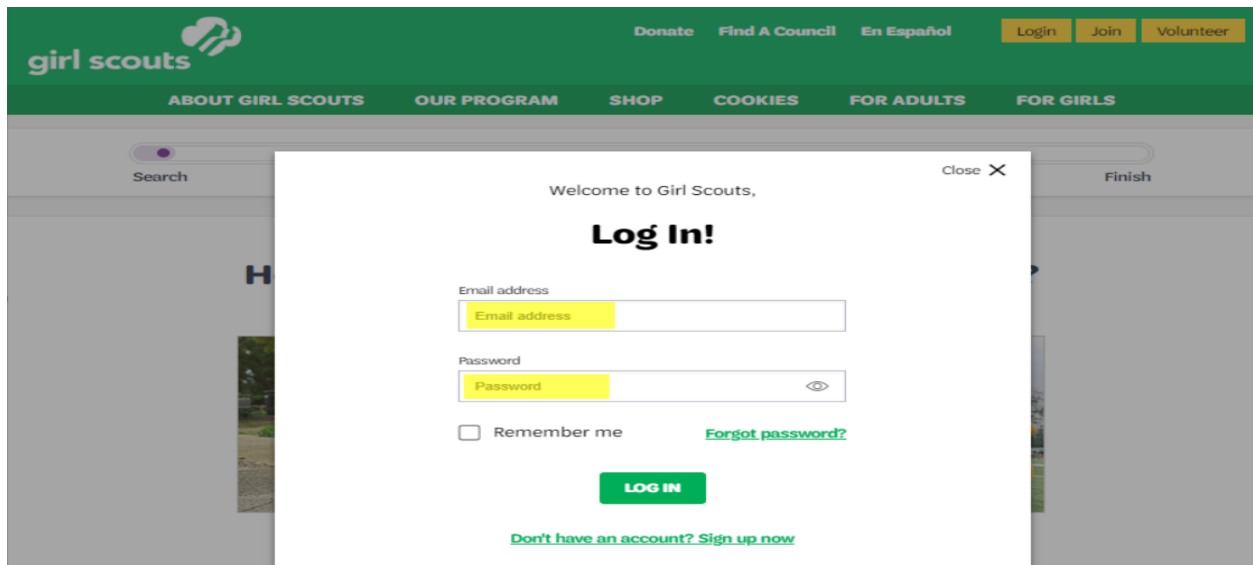 Donate Find A Council En Español Login Join Volunteer
girl scouts
ABOUT GIRL SCOUTS OUR PROGRAM SHOP COOKIES FOR ADULTS FOR GIRLS
Close
Search Finish
Welcome to Girl Scouts,
Log In!
H ?
Email address
Email address
Password
Password
Remember me Forgot password?
LOG IN
Don't have an account? Sign up now